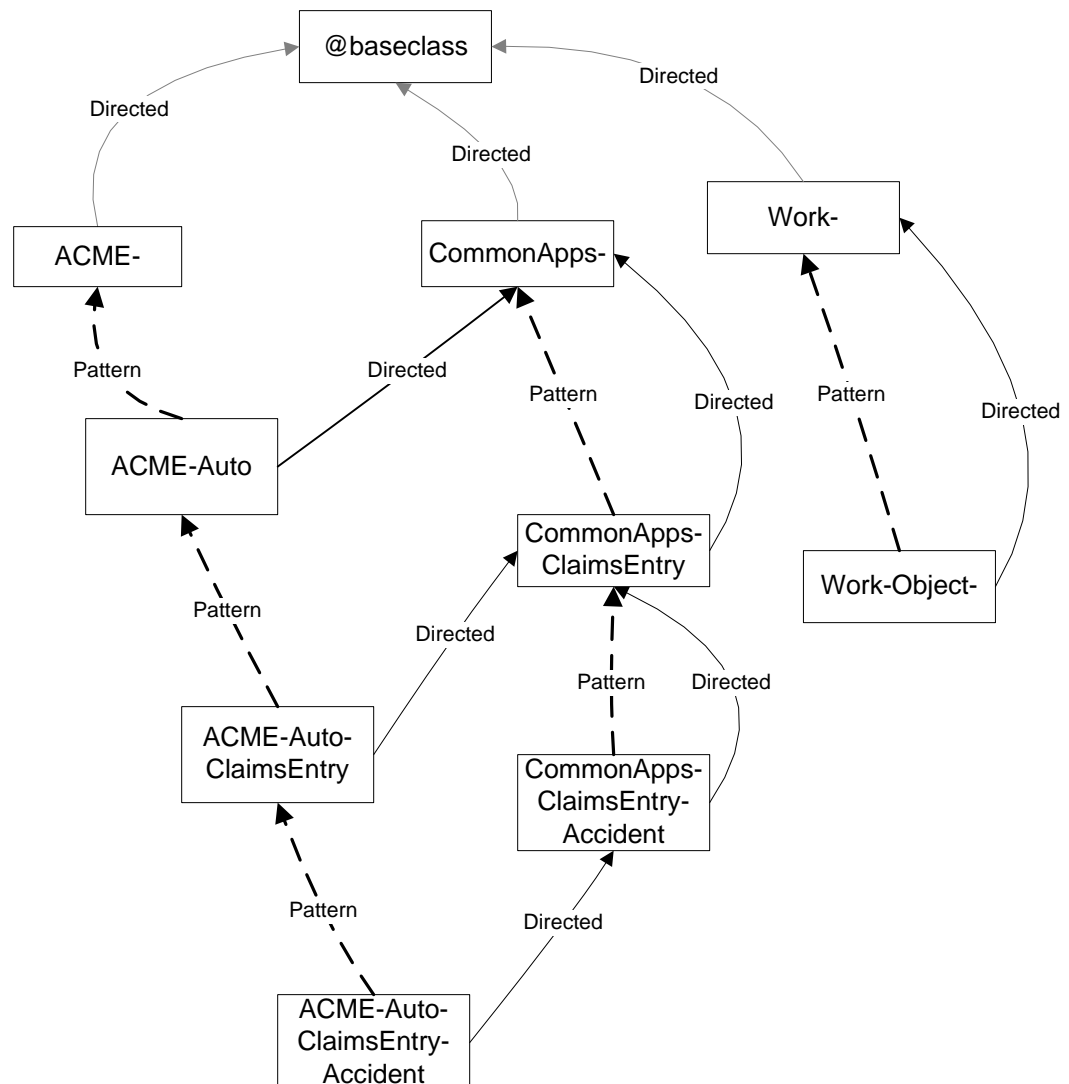 @baseclass
Directed
Directed
Directed
ACME-
CommonApps-
Work-
Pattern
Directed
Pattern
Directed
Pattern
Directed
ACME-Auto
CommonApps-
ClaimsEntry
Work-Object-
Pattern
Directed
Pattern
Directed
ACME-Auto-
ClaimsEntry
CommonApps-
ClaimsEntry-
Accident
Pattern
Directed
ACME-Auto-
ClaimsEntry-
Accident